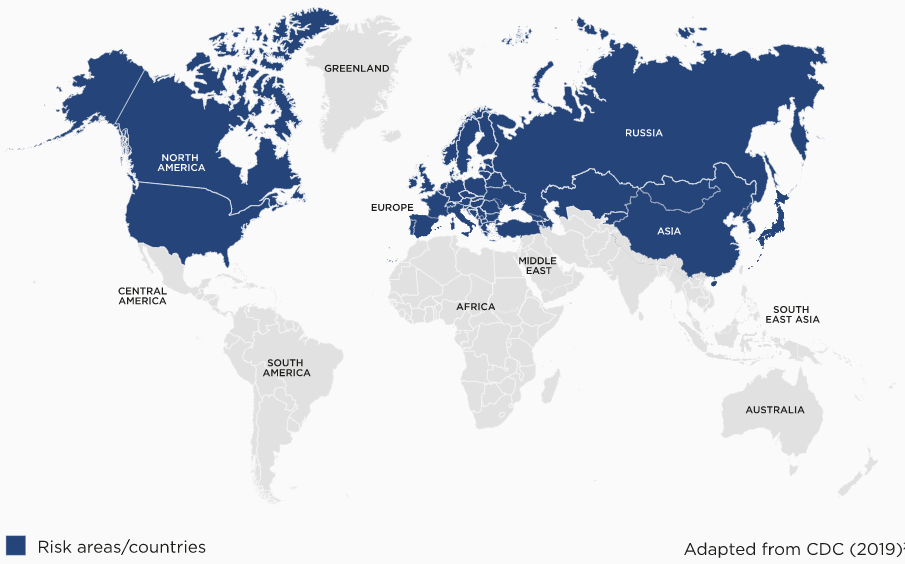 GREENLAND
RUSSIA
NORTH
AMERICA
EUROPE
ASIA
MIDDLE
EAST
CENTRAL
AMERICA
AFRICA
SOUTH
EAST ASIA
SOUTH
AMERICA
AUSTRALIA
Risk areas/countries
Adapted from CDC (2019)